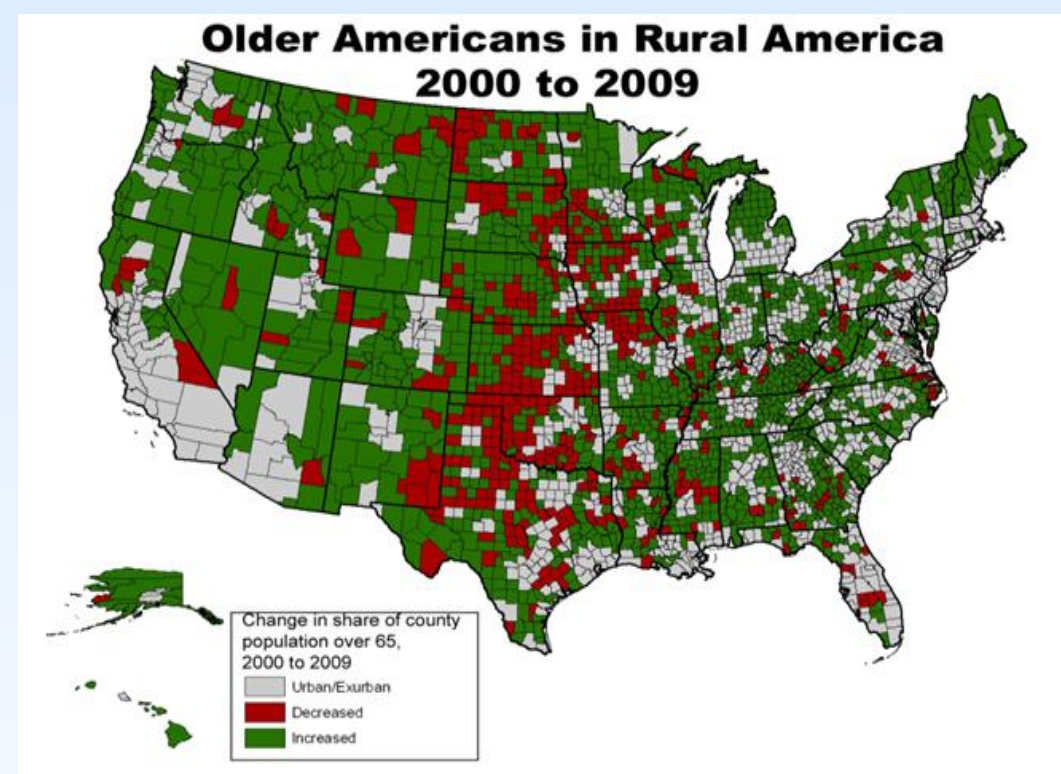 Older Americans in Rural America
2000 to 2009
Change in share of county
population over 65,
2000 to 2009
Urban/Exurban
Decreased
Increased